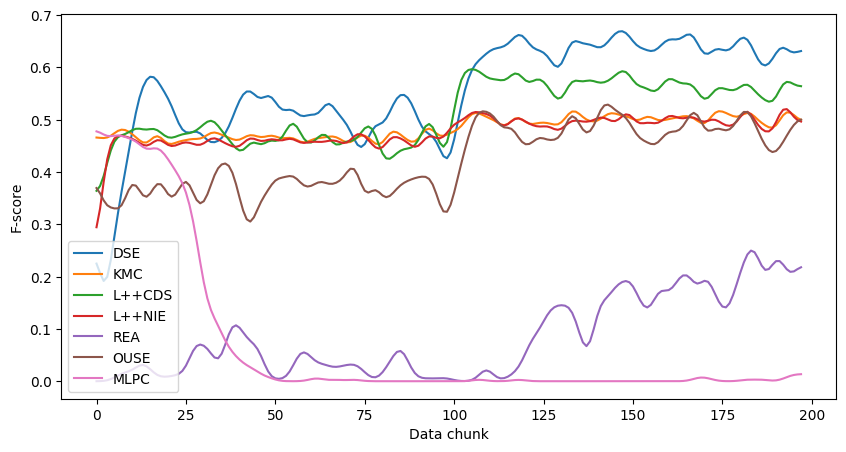 0.7
0.6
0.5
0.4
0.3
0.2
0.1
0.0
F-score
DSE
KMC
L++CDS
L++NIE
REA
OUSE
MLPC
0 25 50 75 100 125 150 175 200
Data chunk